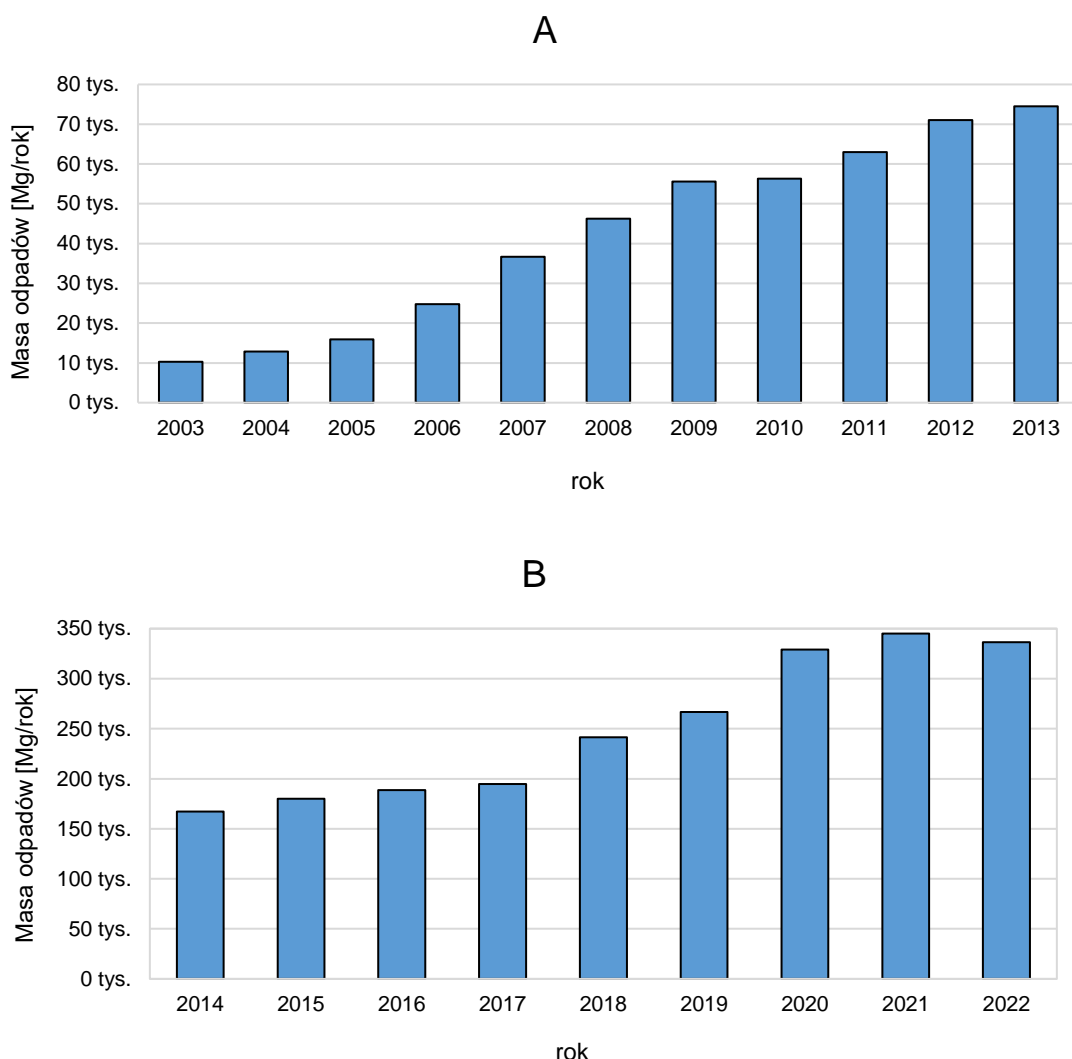 A
Masa odpadów [Mg/rok]
80 tys.
70 tys.
60 tys.
50 tys.
40 tys.
30 tys.
20 tys.
10 tys.
0 tys.
2003 2004 2005 2006 2007 2008 2009 2010 2011 2012 2013
rok
B
Masa odpadów [Mg/rok]
350 tys.
300 tys.
250 tys.
200 tys.
150 tys.
100 tys.
50 tys.
0 tys.
2014 2015 2016 2017 2018 2019 2020 2021 2022
rok